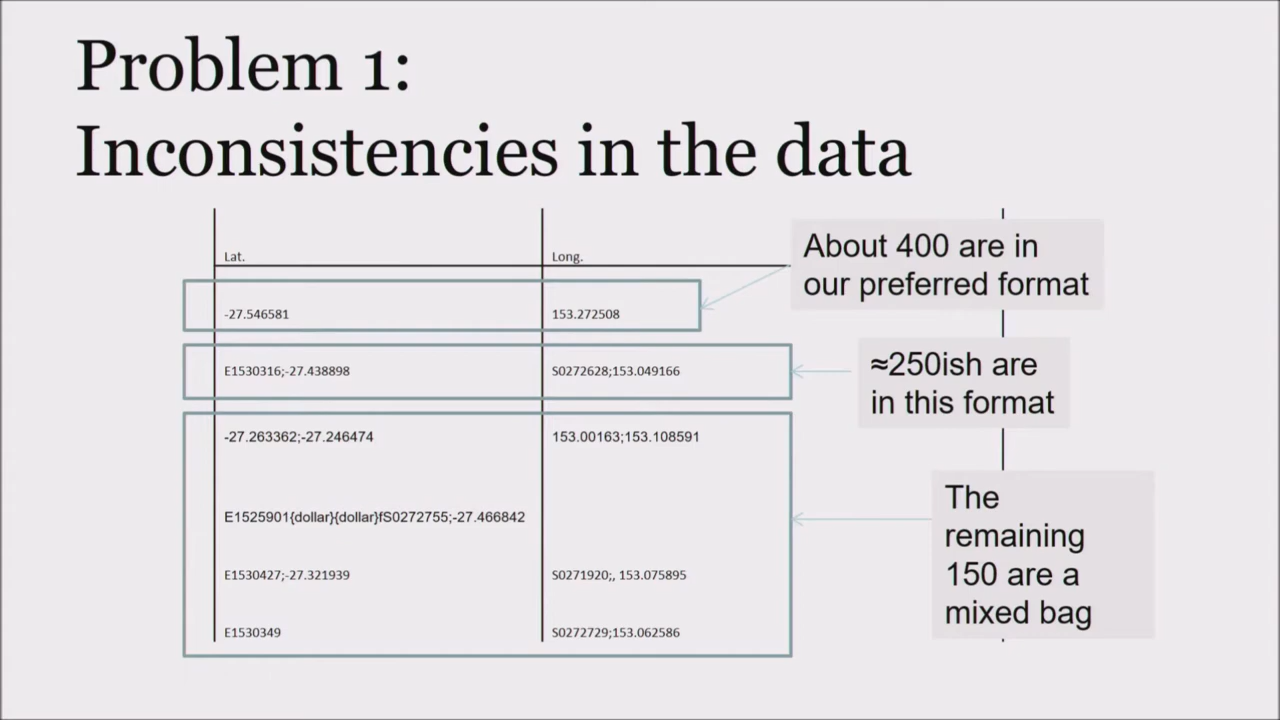 Problem 1:
Inconsistencies in the data
Lat. Long.
-27.546581 153.272508
E1530316;-27.438898 S0272628;153.049166
-27.263362;-27.246474 153.00163;153.108591
E1525901{dollar}{dollar}fS0272755;-27.466842
E1530427;-27.321939 S0271920;, 153.075895
E1530349 S0272729;153.062586
About 400 are in
our preferred format
≈250ish are
in this format
The
remaining
150 are a
mixed bag